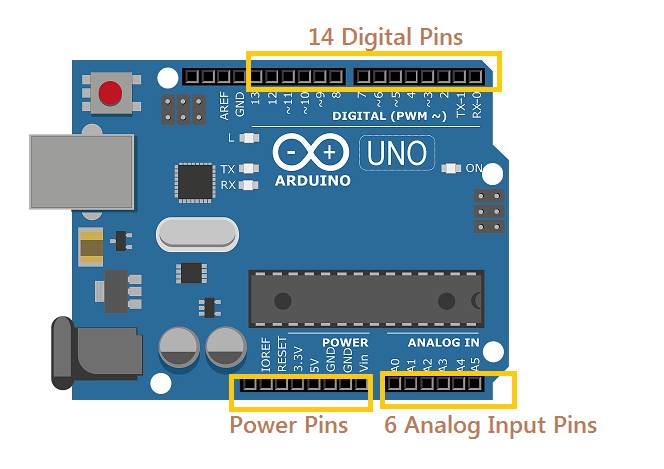 14 Digital Pins
AREF
GND
13
12
~11
~10
~9
8
7
~6
~5
4
~3
2
TX→1
RX←0
DIGITAL (PWM ~)
L
TX
RX
ARDUINO
UNO
ON
POWER
ANALOG IN
IOREF
RESET
3.3V
5V
GND
GND
Vin
A0
A1
A2
A3
A4
A5
Power Pins
6 Analog Input Pins